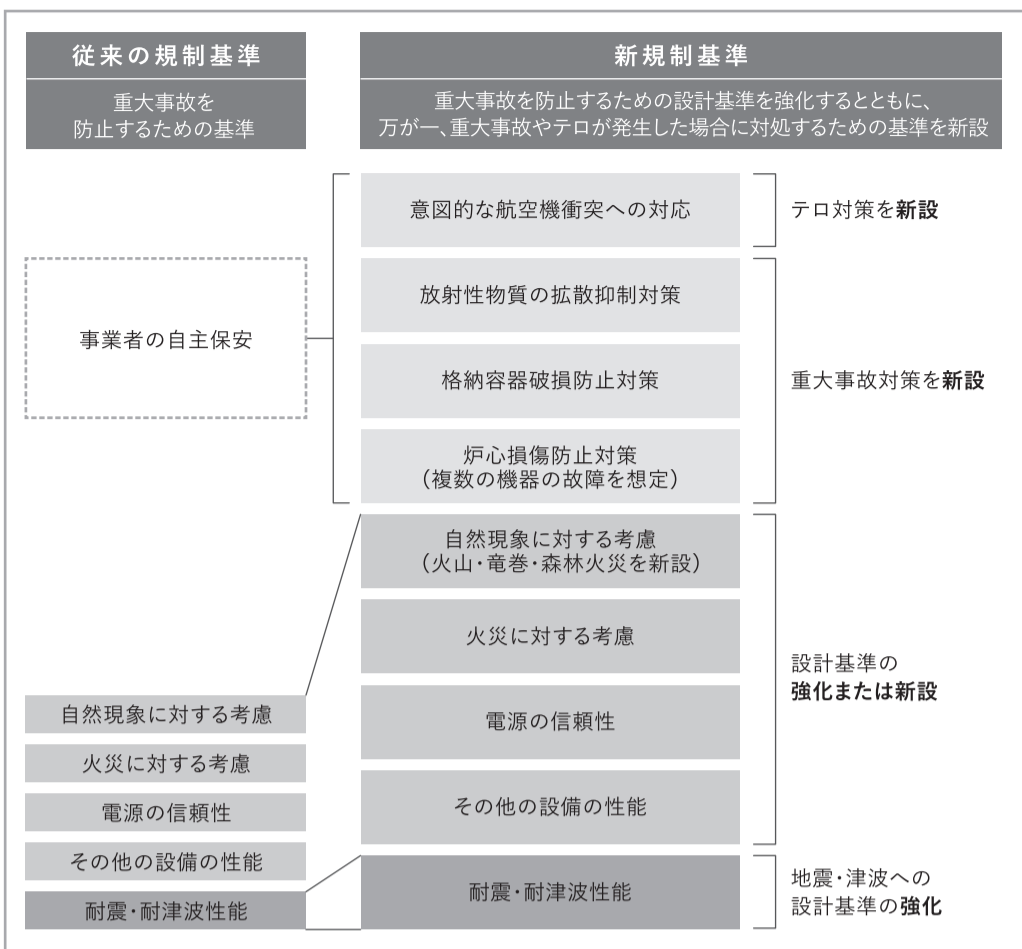 従来の規制基準
重大事故を
防止するための基準
新規制基準
重大事故を防止するための設計基準を強化するとともに、
万が一、重大事故やテロが発生した場合に対処するための基準を新設
事業者の自主保安
自然現象に対する考慮
火災に対する考慮
電源の信頼性
その他の設備の性能
耐震・耐津波性能
意図的な航空機衝突への対応
放射性物質の拡散抑制対策
格納容器破損防止対策
炉心損傷防止対策
（複数の機器の故障を想定）
自然現象に対する考慮
（火山・竜巻・森林火災を新設）
火災に対する考慮
電源の信頼性
その他の設備の性能
耐震・耐津波性能
テロ対策を新設
重大事故対策を新設
設計基準の
強化または新設
地震・津波への
設計基準の強化